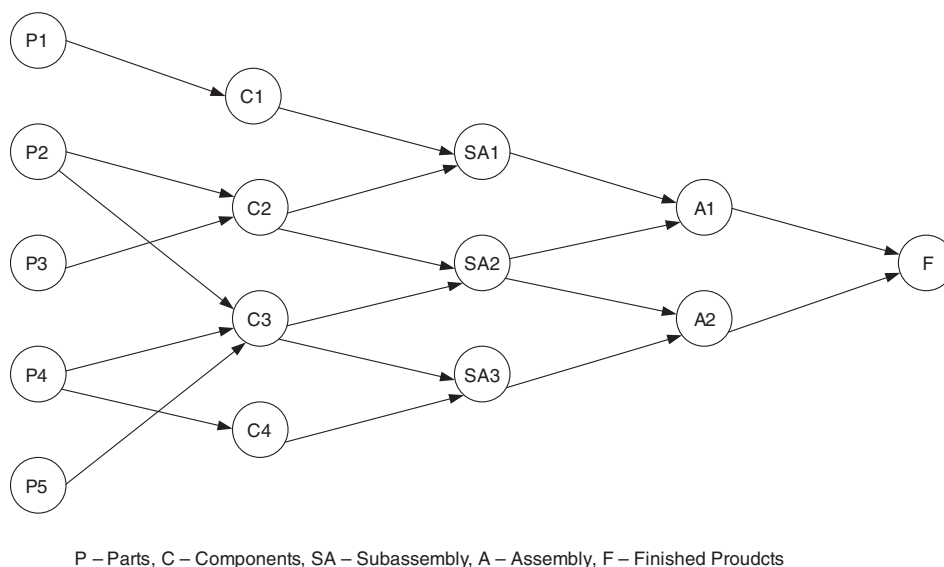 P1
C1
P2
SA1
C2
A1
P3
SA2
F
C3
A2
P4
SA3
C4
P5
P – Parts, C – Components, SA – Subassembly, A – Assembly, F – Finished Proudcts